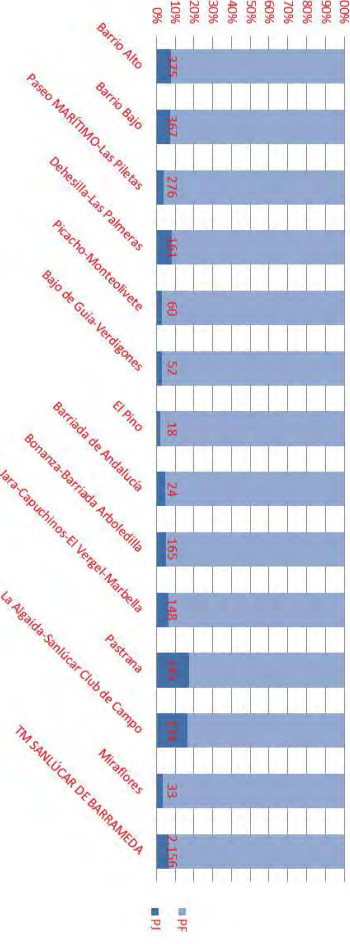 00%
90%
80%
70%
60%
50%
40%
30%
20%
10%
0%
375
367
276
161
60
52
18
24
165
148
33
2.156
Barrio Alto
Barrio Bajo
Paseo MARÍTIMO-Las Piletas
Dehesilla-Las Palmeras
Picacho-Monteolivete
Bajo de Guía-Verdigones
El Pino
Barriada de Andalucía
Bonanza-Barriada Arboledilla
Jara-Capuchinos-El Vergel-Marbella
Pastrana
La Algaida-Sanlúcar Club de Campo
Miraflores
TM SANLÚCAR DE BARRAMEDA
PF
PJ